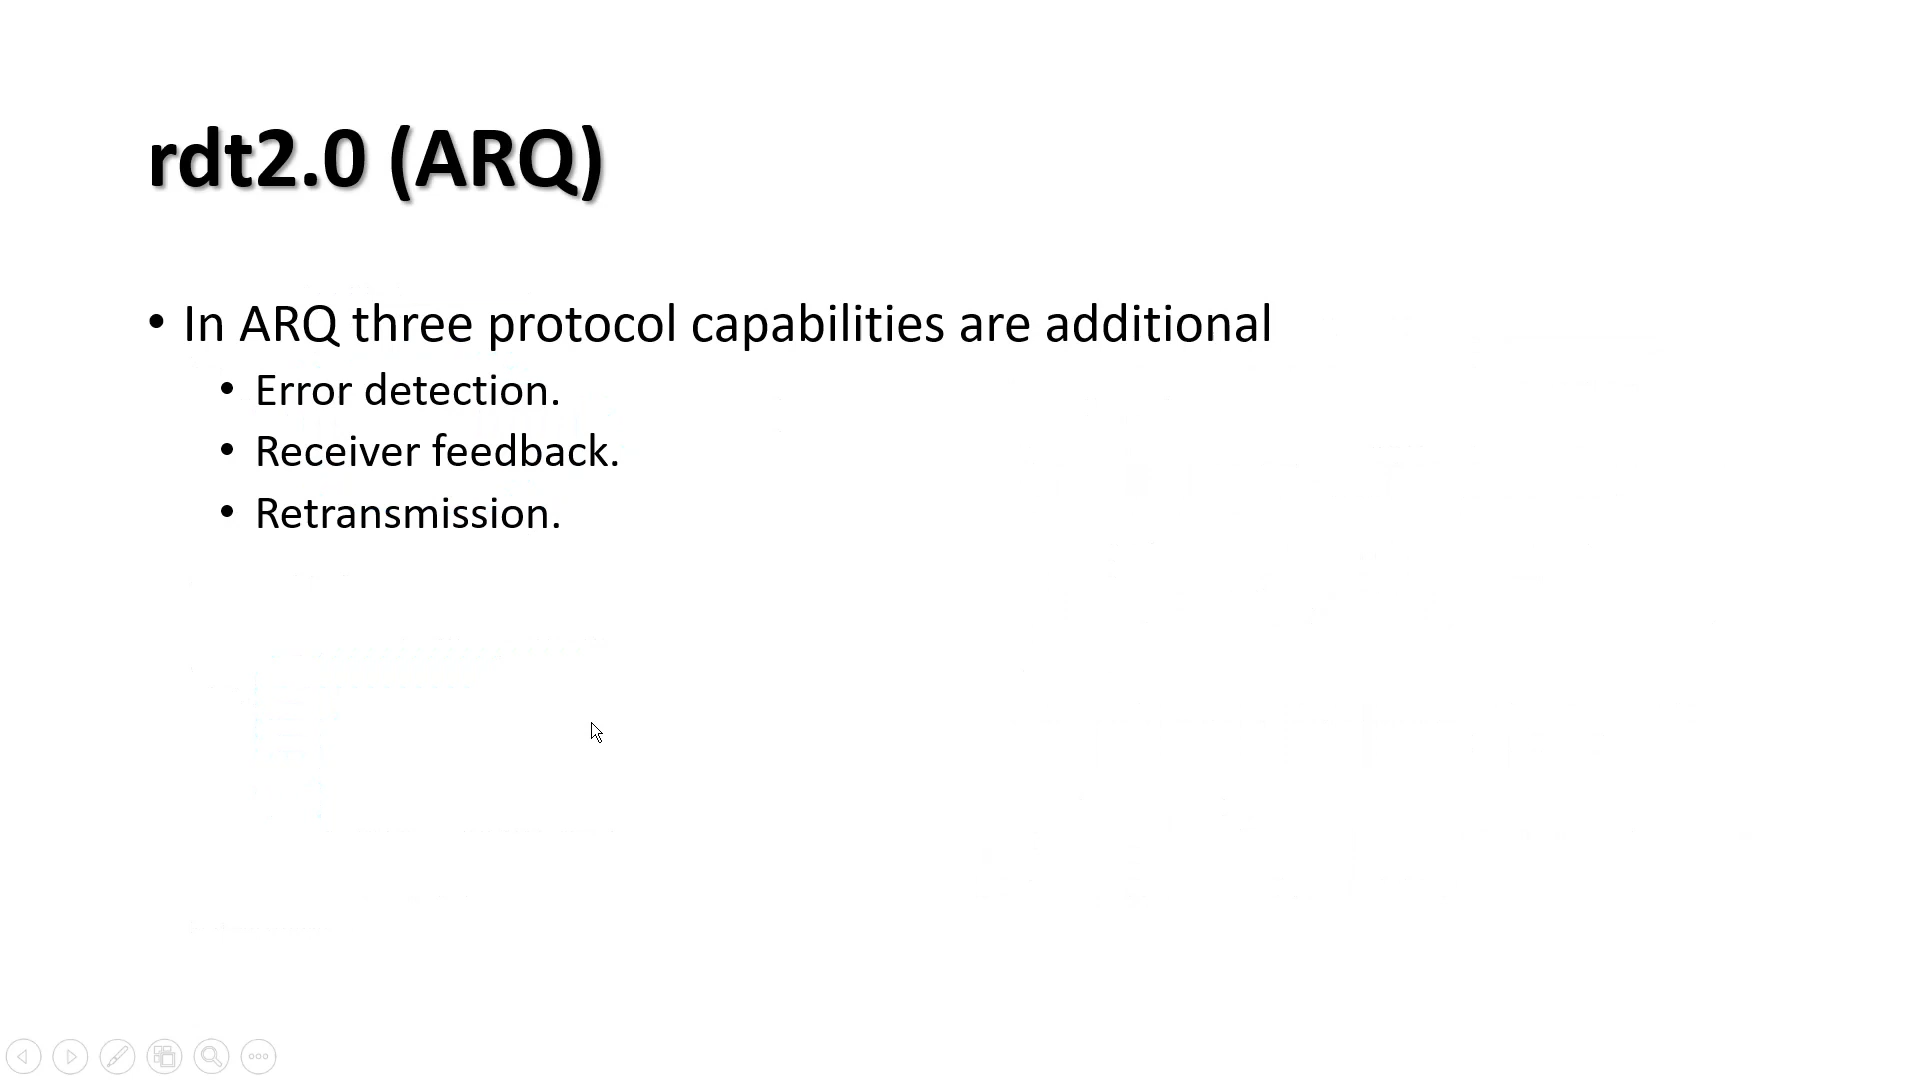 rdt2.0 (ARQ)
• In ARQ three protocol capabilities are additional
• Error detection.
• Receiver feedback.
• Retransmission.